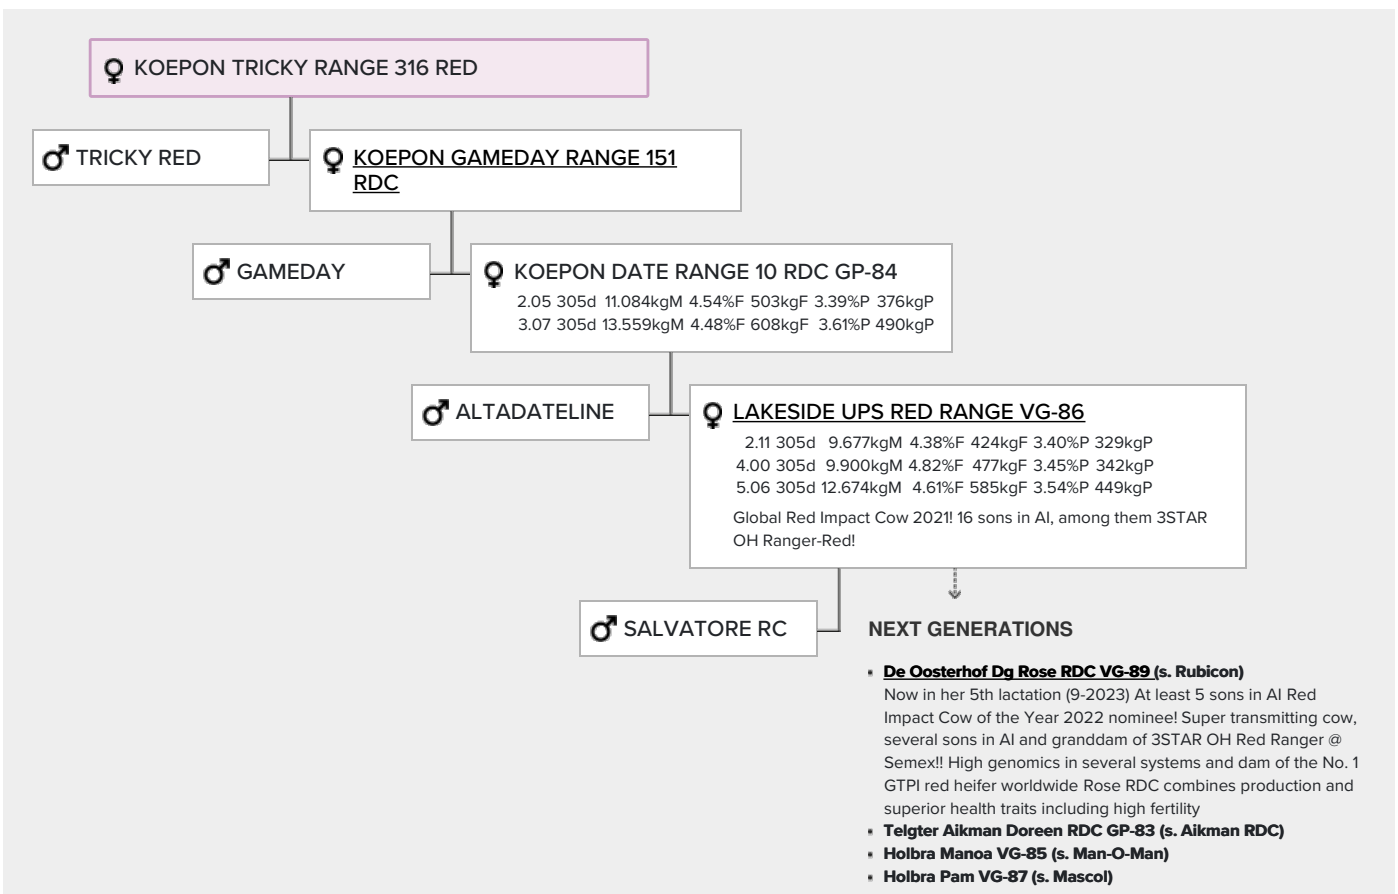 KOEPON TRICKY RANGE 316 RED
TRICKY RED
KOEPON GAMEDAY RANGE 151
RDC
GAMEDAY
KOEPON DATE RANGE 10 RDC GP-84
2.05 305d 11.084kgM 4.54%F 503kgF 3.39%P 376kgP
3.07 305d 13.559kgM 4.48%F 608kgF 3.61%P 490kgP
ALTADATELINE
LAKESIDE UPS RED RANGE VG-86
2.11 305d 9.677kgM 4.38%F 424kgF 3.40%P 329kgP
4.00 305d 9.900kgM 4.82%F 477kgF 3.45%P 342kgP
5.06 305d 12.674kgM 4.61%F 585kgF 3.54%P 449kgP
Global Red Impact Cow 2021! 16 sons in AI, among them 3STAR
OH Ranger-Red!
SALVATORE RC
NEXT GENERATIONS
De Oosterhof Dg Rose RDC VG-89 (s. Rubicon)
Now in her 5th lactation (9-2023) At least 5 sons in AI Red
Impact Cow of the Year 2022 nominee! Super transmitting cow,
several sons in AI and granddam of 3STAR OH Red Ranger @
Semex!! High genomics in several systems and dam of the No. 1
GTPI red heifer worldwide Rose RDC combines production and
superior health traits including high fertility
Telgter Aikman Doreen RDC GP-83 (s. Aikman RDC)
Holbra Manoa VG-85 (s. Man-O-Man)
Holbra Pam VG-87 (s. Mascol)